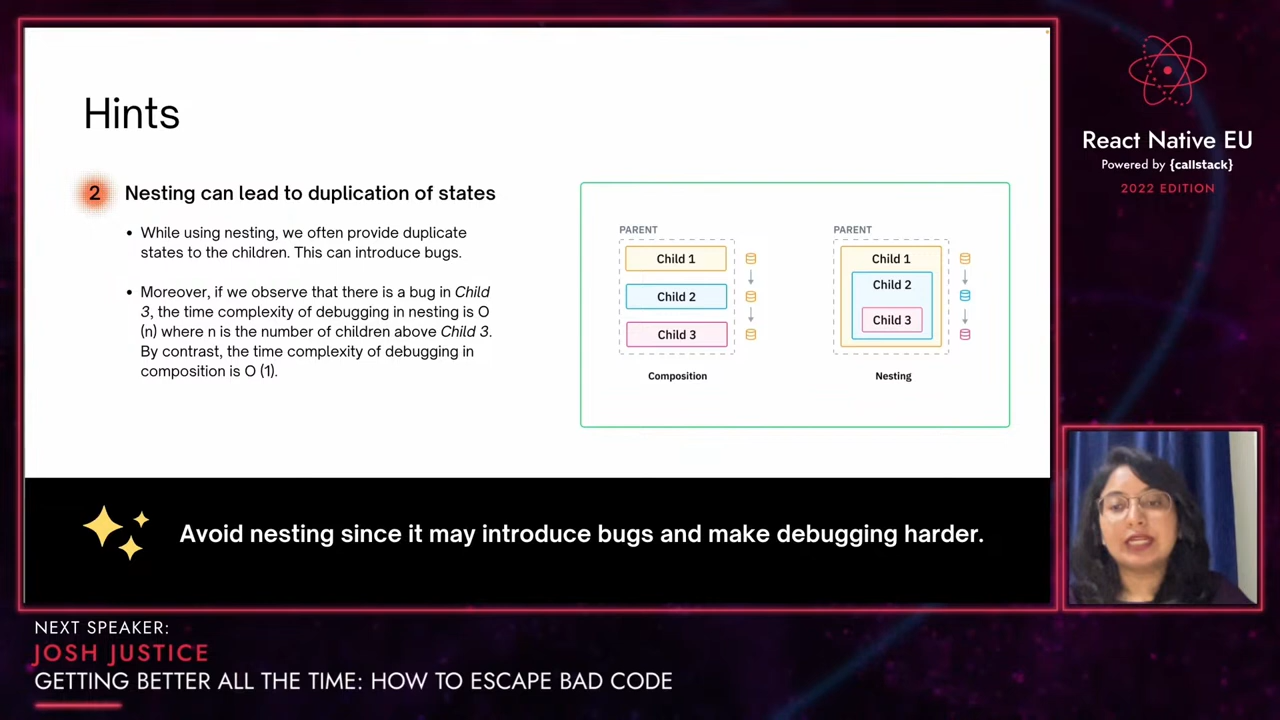 Hints
2 Nesting can lead to duplication of states
• While using nesting, we often provide duplicate
states to the children. This can introduce bugs.
• Moreover, if we observe that there is a bug in Child
3, the time complexity of debugging in nesting is O
(n) where n is the number of children above Child 3.
By contrast, the time complexity of debugging in
composition is O (1).
PARENT
Child 1
Child 2
Child 3
Composition
PARENT
Child 1
Child 2
Child 3
Nesting
Avoid nesting since it may introduce bugs and make debugging harder.
React Native EU
Powered by {callstack}
2022 EDITION
NEXT SPEAKER:
JOSH JUSTICE
GETTING BETTER ALL THE TIME: HOW TO ESCAPE BAD CODE